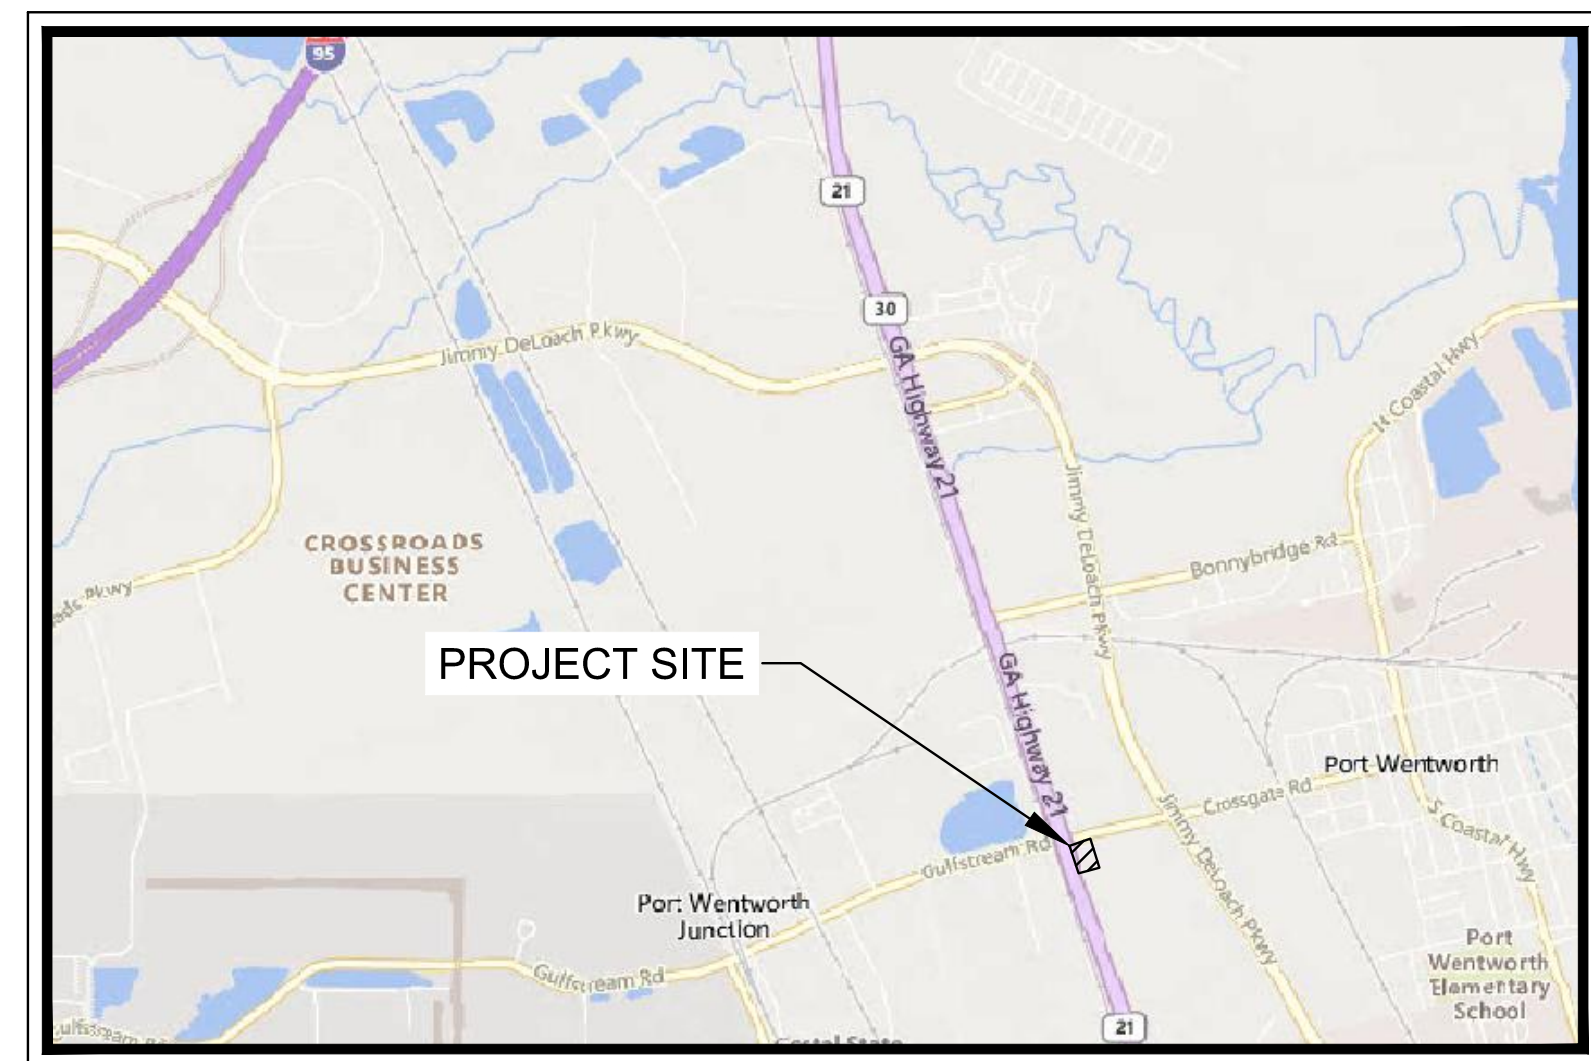 95
21
30
Jimmy DeLoach Pkwy
GA Highway 21
N Coastal Hwy
Jimmy DeLoach Pkwy
CROSSROADS
BUSINESS
CENTER
Bonnybridge Rd
Pkwy
PROJECT SITE
GA Highway 21
Port Wentworth
Crossgate Rd
S Coastal Hwy
Jimmy DeLoach Pkwy
Gulfstream Rd
Port Wentworth
Junction
Port
Wentworth
Elementary
School
Gulfstream Rd
21